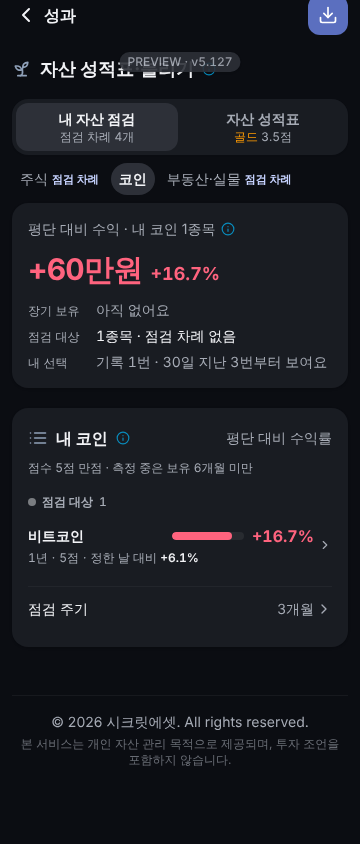 성과
PREVIEW · v5.127
자산 성적표
내 자산 점검
점검 차례 4개
자산 성적표
골드 3.5점
주식 점검 차례
코인
부동산·실물 점검 차례
평단 대비 수익 · 내 코인 1종목
+60만원 +16.7%
장기 보유 아직 없어요
점검 대상 1종목 · 점검 차례 없음
내 선택 기록 1번 · 30일 지난 3번부터 보여요
내 코인 평단 대비 수익률
점수 5점 만점 · 측정 중은 보유 6개월 미만
점검 대상 1
비트코인 +16.7%
1년 · 5점 · 정한 날 대비 +6.1%
점검 주기 3개월
© 2026 시크릿에셋. All rights reserved.
본 서비스는 개인 자산 관리 목적으로 제공되며, 투자 조언을
포함하지 않습니다.